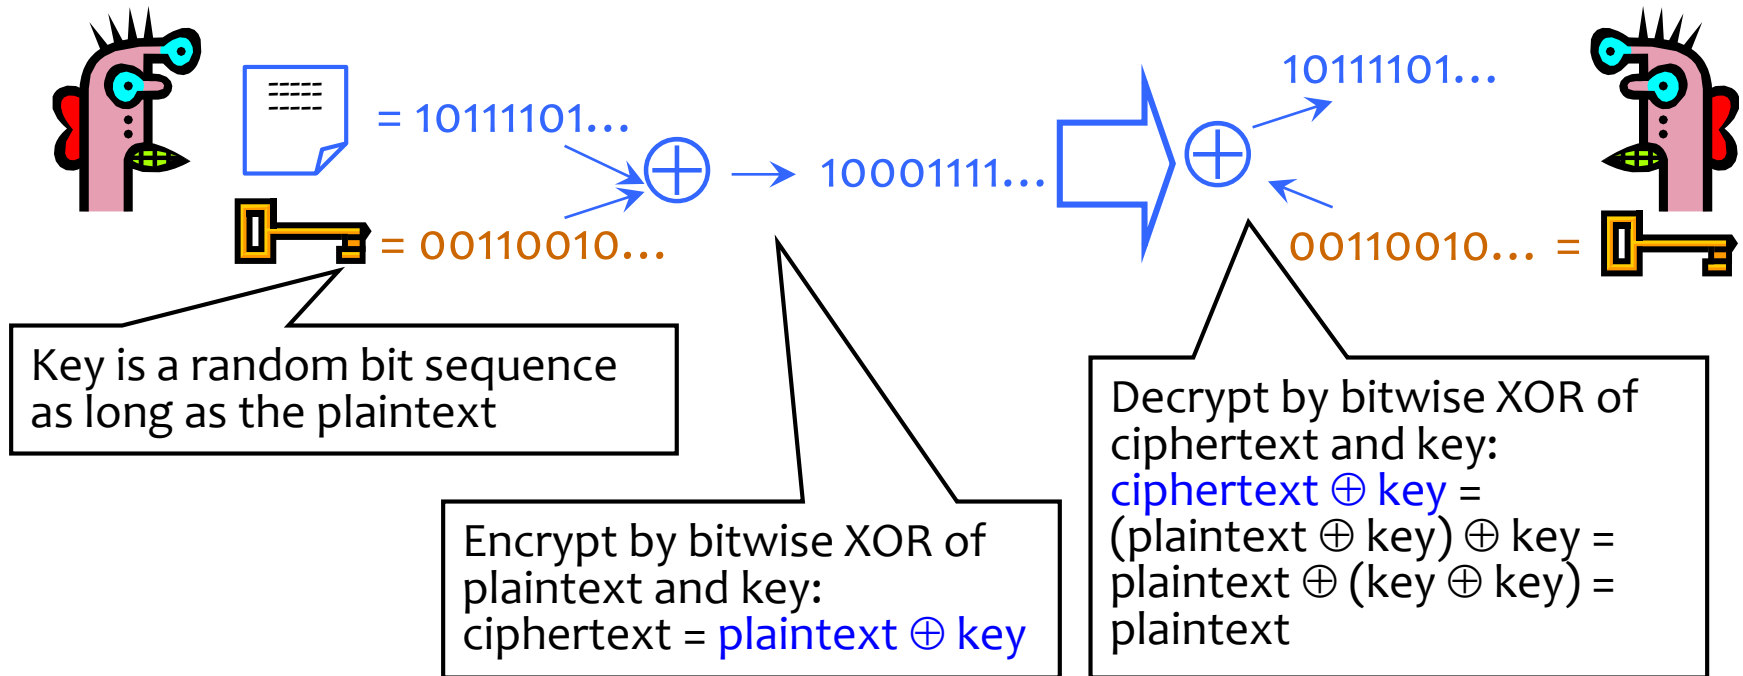 = 10111101...
10001111...
10111101...
= 00110010...
00110010... =
Key is a random bit sequence
as long as the plaintext
Encrypt by bitwise XOR of
plaintext and key:
ciphertext = plaintext ⊕ key
Decrypt by bitwise XOR of
ciphertext and key:
ciphertext ⊕ key =
(plaintext ⊕ key) ⊕ key =
plaintext ⊕ (key ⊕ key) =
plaintext